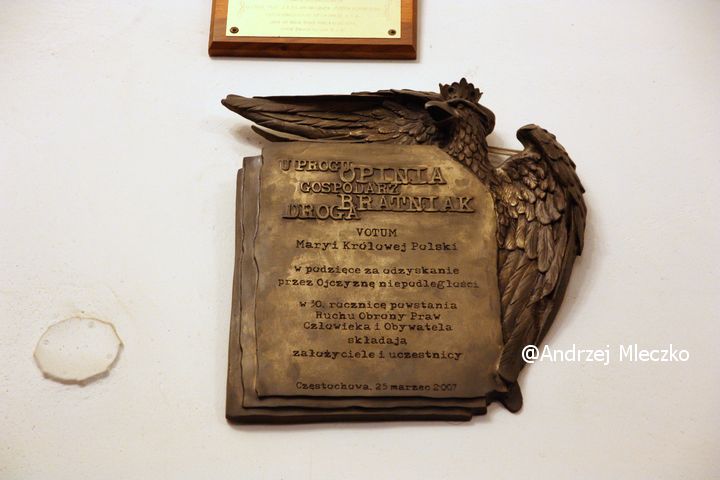 U PROGU
OPINIA
GOSPODARZ
BRATNIAK
DROGA
VOTUM
Maryi Królowej Polski
w podzięce za odzyskanie
przez Ojczyznę niepodległości
w 30. rocznicę powstania
Ruchu Obrony Praw
Człowieka i Obywatela
składają
założyciele i uczestnicy
Częstochowa, 25 marzec 2007
@Andrzej Mleczko